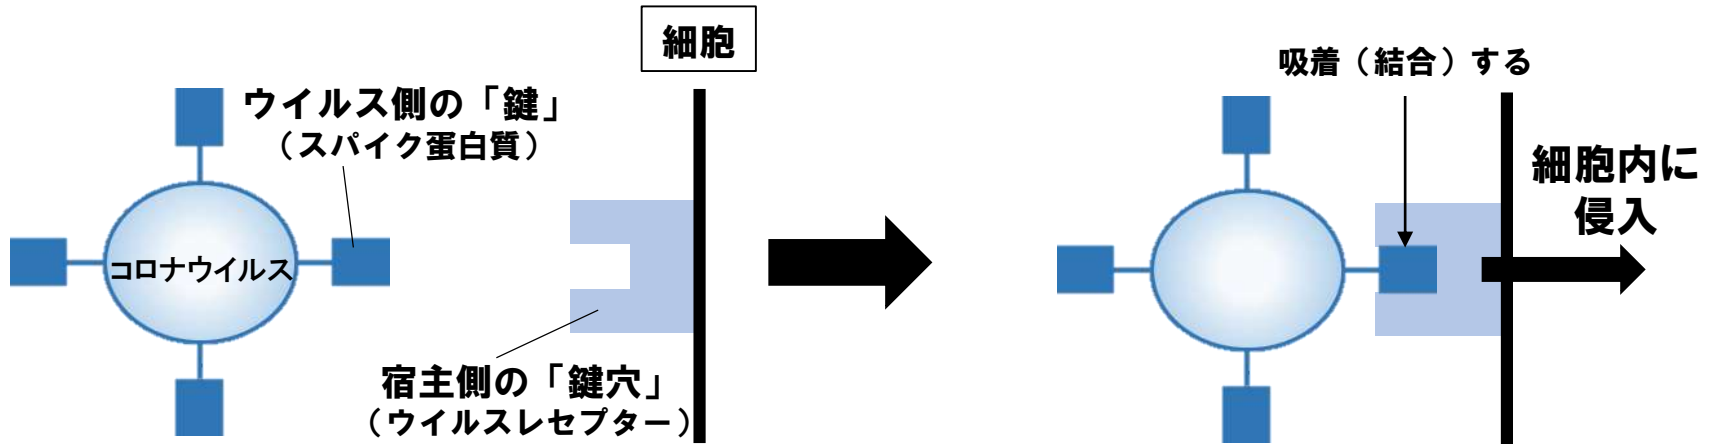 細胞
ウイルス側の「鍵」
（スパイク蛋白質）
コロナウイルス
宿主側の「鍵穴」
（ウイルスレセプター）
吸着（結合）する
細胞内に
侵入